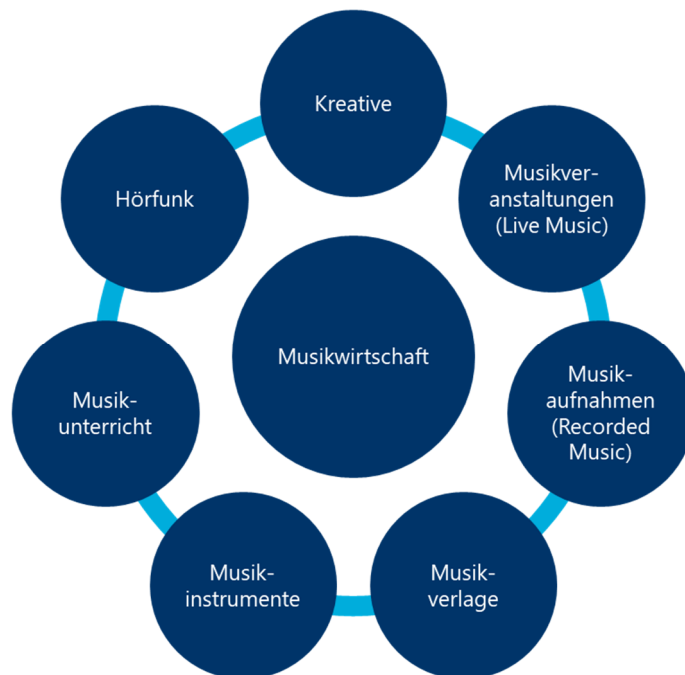 Kreative
Musikver-
anstaltungen
(Live Music)
Hörfunk
Musikwirtschaft
Musik-
aufnahmen
(Recorded
Music)
Musik-
unterricht
Musik-
instrumente
Musik-
verlage